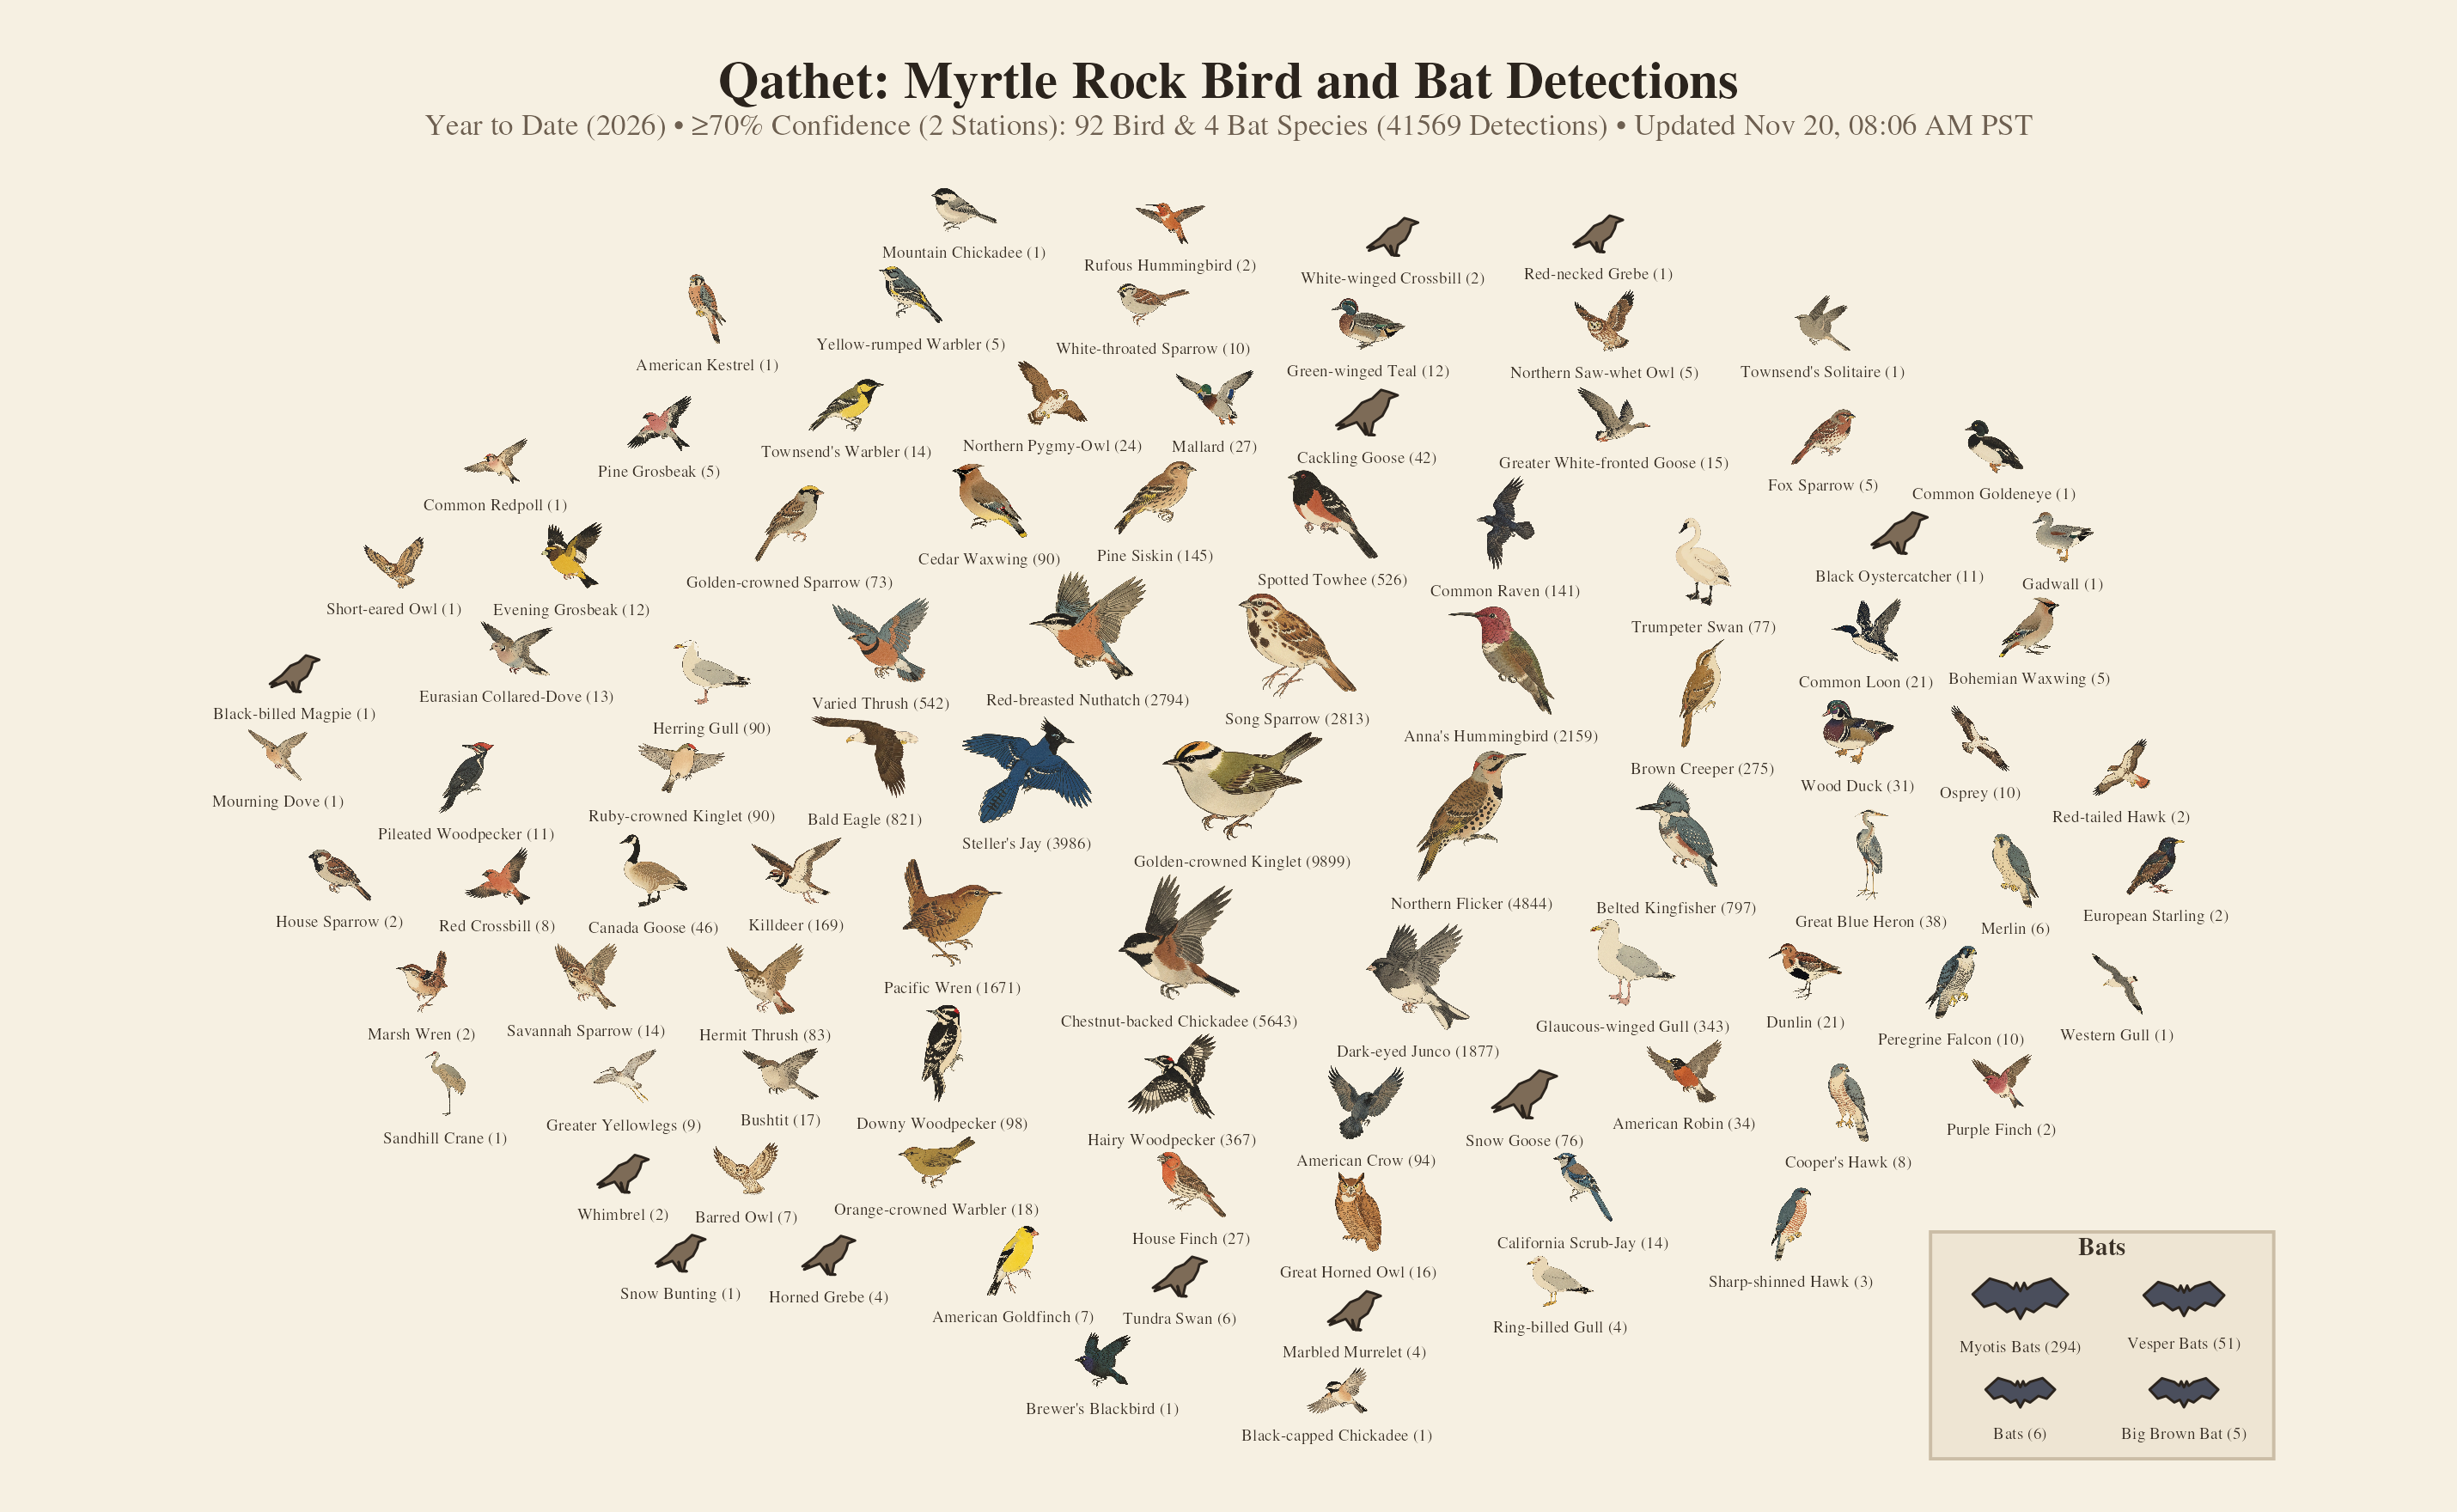 Qathet: Myrtle Rock Bird and Bat Detections
Year to Date (2026) • ≥70% Confidence (2 Stations): 92 Bird & 4 Bat Species (41569 Detections) • Updated Nov 20, 08:06 AM PST
Mountain Chickadee (1)
Rufous Hummingbird (2)
White-winged Crossbill (2)
Red-necked Grebe (1)
American Kestrel (1)
Yellow-rumped Warbler (5)
White-throated Sparrow (10)
Green-winged Teal (12)
Northern Saw-whet Owl (5)
Townsend's Solitaire (1)
Common Redpoll (1)
Pine Grosbeak (5)
Townsend's Warbler (14)
Northern Pygmy-Owl (24)
Mallard (27)
Cackling Goose (42)
Greater White-fronted Goose (15)
Fox Sparrow (5)
Common Goldeneye (1)
Short-eared Owl (1)
Evening Grosbeak (12)
Golden-crowned Sparrow (73)
Cedar Waxwing (90)
Pine Siskin (145)
Spotted Towhee (526)
Common Raven (141)
Trumpeter Swan (77)
Black Oystercatcher (11)
Gadwall (1)
Black-billed Magpie (1)
Eurasian Collared-Dove (13)
Herring Gull (90)
Varied Thrush (542)
Red-breasted Nuthatch (2794)
Song Sparrow (2813)
Anna's Hummingbird (2159)
Brown Creeper (275)
Common Loon (21)
Bohemian Waxwing (5)
Mourning Dove (1)
Pileated Woodpecker (11)
Ruby-crowned Kinglet (90)
Bald Eagle (821)
Steller's Jay (3986)
Golden-crowned Kinglet (9899)
Northern Flicker (4844)
Belted Kingfisher (797)
Wood Duck (31)
Osprey (10)
Red-tailed Hawk (2)
House Sparrow (2)
Red Crossbill (8)
Canada Goose (46)
Killdeer (169)
Pacific Wren (1671)
Chestnut-backed Chickadee (5643)
Dark-eyed Junco (1877)
Glaucous-winged Gull (343)
Great Blue Heron (38)
Merlin (6)
European Starling (2)
Marsh Wren (2)
Savannah Sparrow (14)
Hermit Thrush (83)
Downy Woodpecker (98)
Hairy Woodpecker (367)
American Crow (94)
Snow Goose (76)
American Robin (34)
Dunlin (21)
Peregrine Falcon (10)
Western Gull (1)
Sandhill Crane (1)
Greater Yellowlegs (9)
Bushtit (17)
Orange-crowned Warbler (18)
House Finch (27)
Great Horned Owl (16)
California Scrub-Jay (14)
Cooper's Hawk (8)
Purple Finch (2)
Whimbrel (2)
Barred Owl (7)
Snow Bunting (1)
Horned Grebe (4)
American Goldfinch (7)
Tundra Swan (6)
Marbled Murrelet (4)
Ring-billed Gull (4)
Sharp-shinned Hawk (3)
Brewer's Blackbird (1)
Black-capped Chickadee (1)
Bats
Myotis Bats (294)
Vesper Bats (51)
Bats (6)
Big Brown Bat (5)